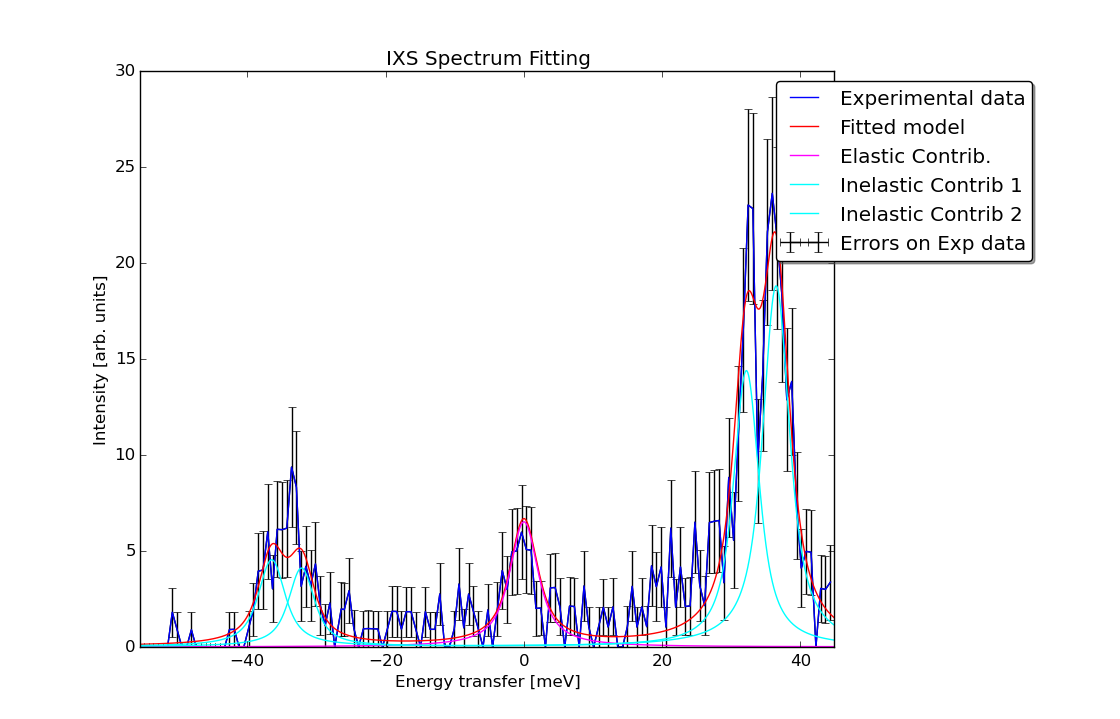 IXS Spectrum Fitting
30
25
20
15
10
5
0
Intensity [arb. units]
−40
−20
0
20
40
Energy transfer [meV]
Experimental data
Fitted model
Elastic Contrib.
Inelastic Contrib 1
Inelastic Contrib 2
Errors on Exp data